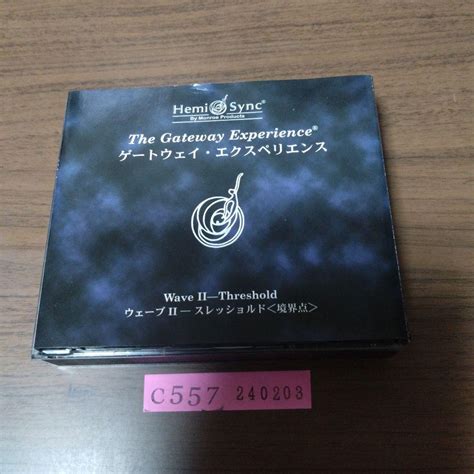 Hemi Sync®
By Monroe Products
The Gateway Experience®
ゲートウェイ・エクスペリエンス
Wave II—Threshold
ウェーブ II — スレッショルド<境界点>
C557 240203